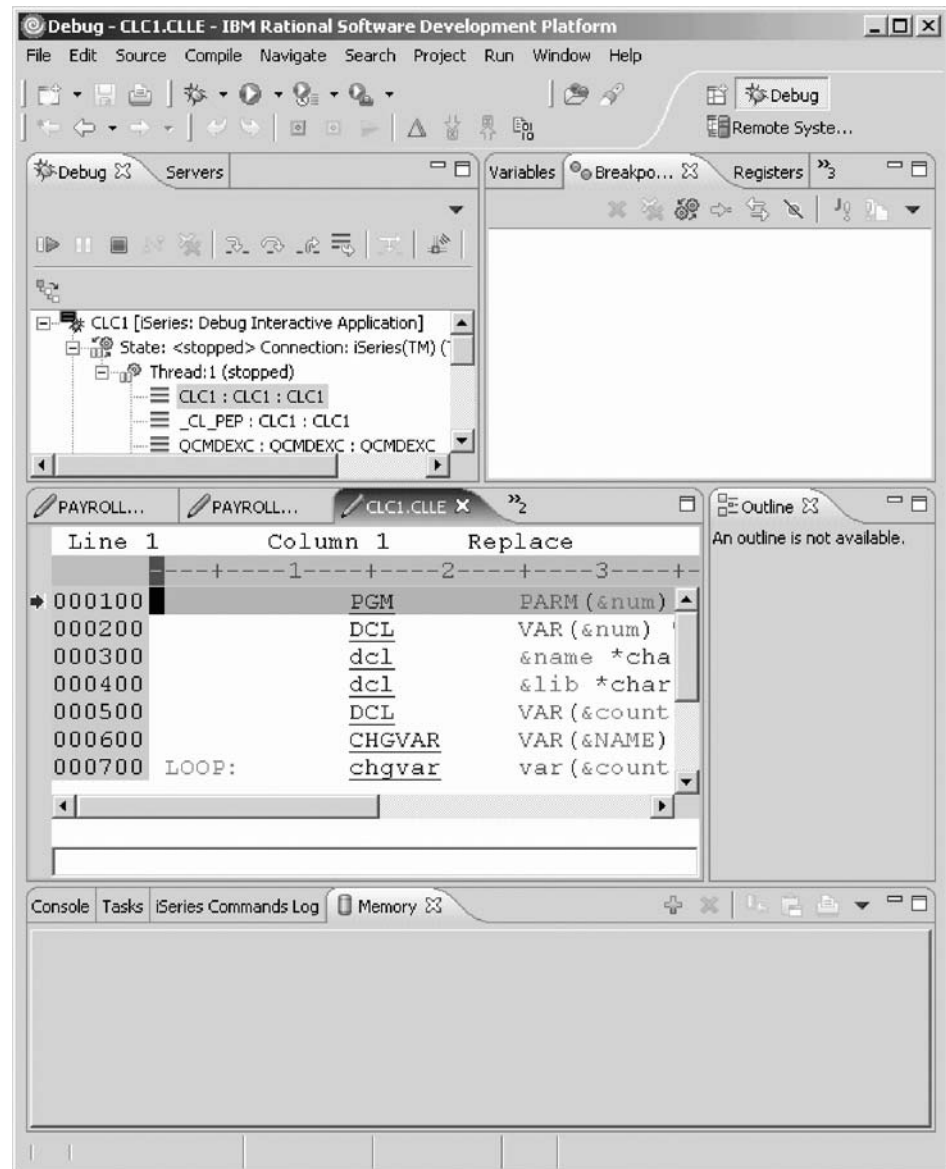 Debug - CLC1.CLLE - IBM Rational Software Development Platform
File Edit Source Compile Navigate Search Project Run Window Help
Debug
Remote Syste...
Debug Servers
Variables Breakpo... Registers »3
CLC1 [iSeries: Debug Interactive Application]
State: <stopped> Connection: iSeries(TM) (
Thread:1 (stopped)
CLC1 : CLC1 : CLC1
_CL_PEP : CLC1 : CLC1
QCMDEXC : QCMDEXC : QCMDEXC
PAYROLL... PAYROLL... CLC1.CLLE »2
Outline
Line 1 Column 1 Replace
An outline is not available.
----+----1----+----2----+----3----+-
000100 PGM PARM(&num)
000200 DCL VAR(&num)
000300 dcl &name *cha
000400 dcl &lib *char
000500 DCL VAR(&count
000600 CHGVAR VAR(&NAME)
000700 LOOP: chgvar var(&count
Console Tasks iSeries Commands Log Memory